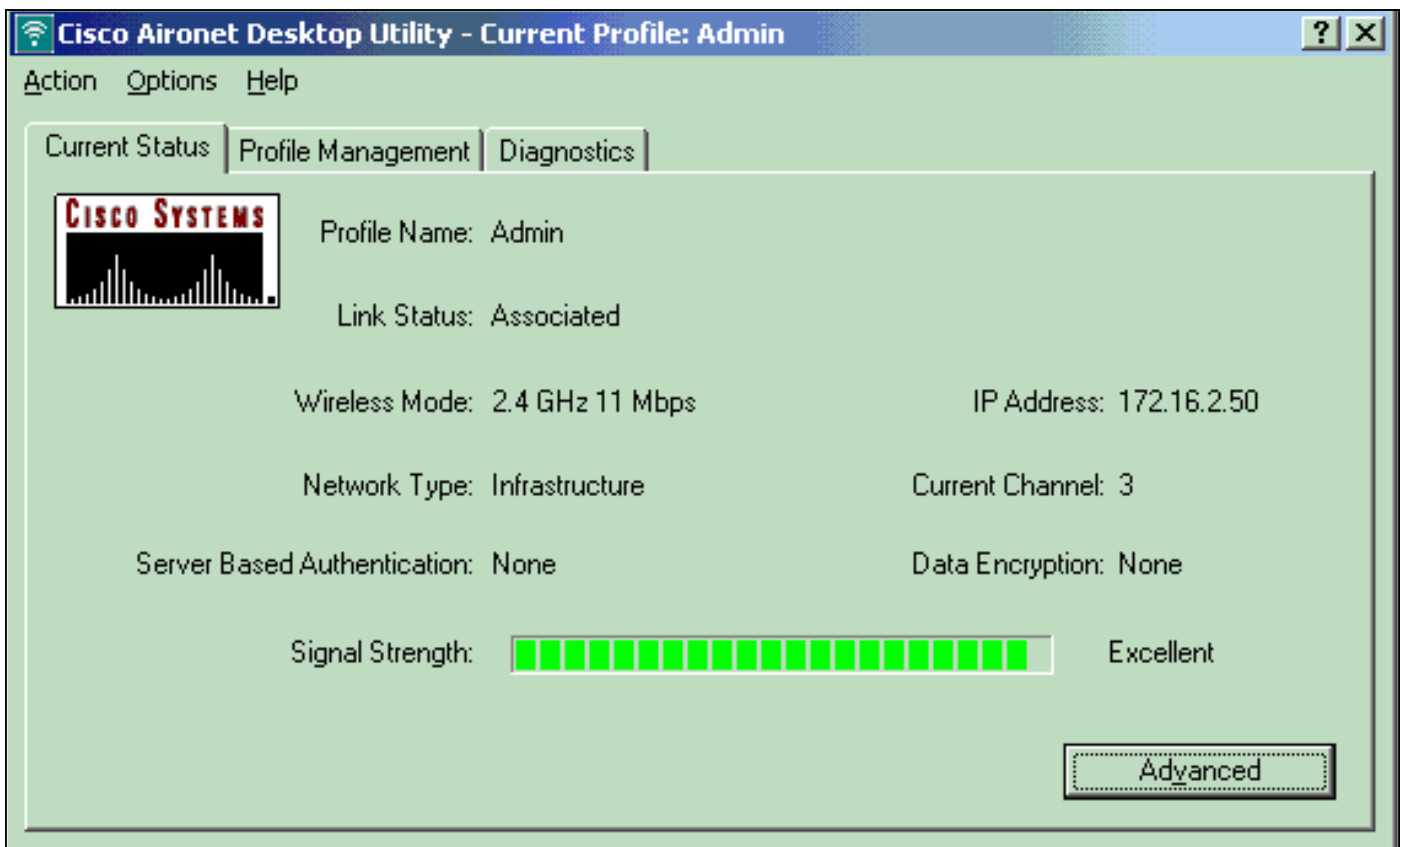 Cisco Aironet Desktop Utility - Current Profile: Admin
Action Options Help
Current Status Profile Management Diagnostics
CISCO SYSTEMS
Profile Name: Admin
Link Status: Associated
Wireless Mode: 2.4 GHz 11 Mbps IP Address: 172.16.2.50
Network Type: Infrastructure Current Channel: 3
Server Based Authentication: None Data Encryption: None
Signal Strength: Excellent
Advanced